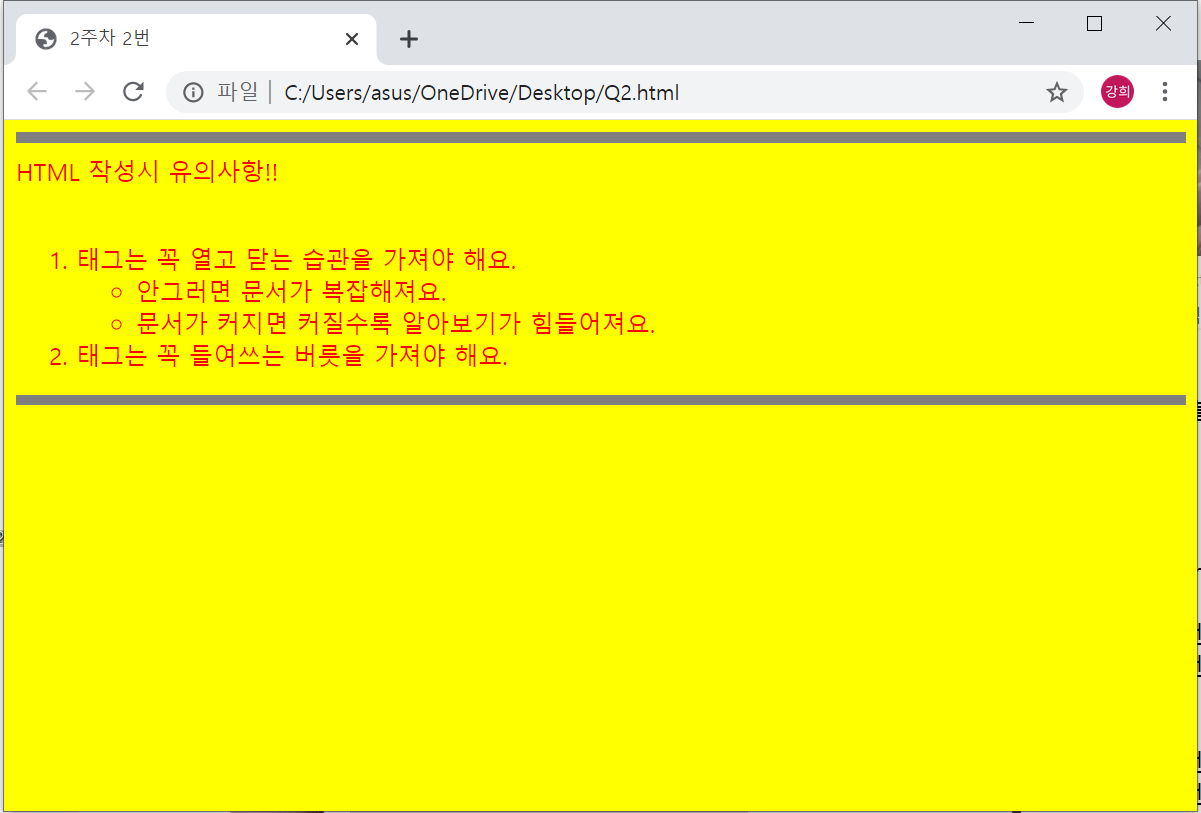 2주차 2번
파일 | C:/Users/asus/OneDrive/Desktop/Q2.html
강희
HTML 작성시 유의사항!!
1. 태그는 꼭 열고 닫는 습관을 가져야 해요.
○ 안그러면 문서가 복잡해져요.
○ 문서가 커지면 커질수록 알아보기가 힘들어져요.
2. 태그는 꼭 들여쓰는 버릇을 가져야 해요.